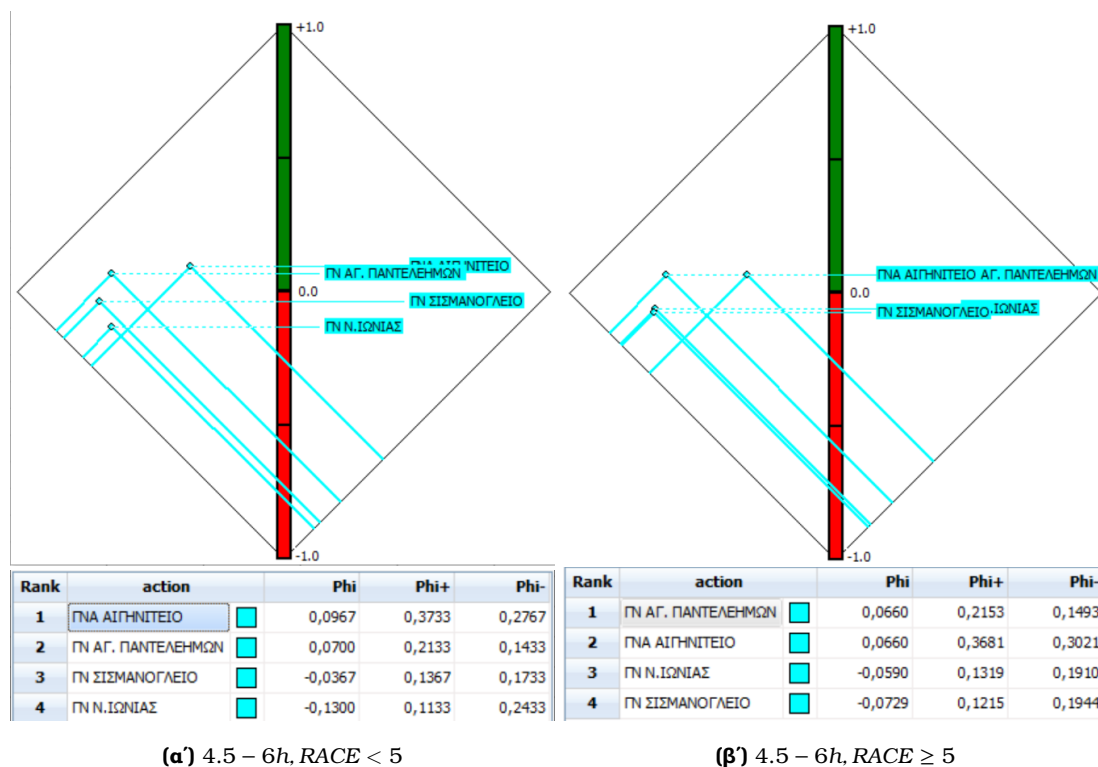 +1.0
ΓΝ ΑΓ. ΠΑΝΤΕΛΕΗΜΩΝ
0.0
ΓΝ ΣΙΣΜΑΝΟΓΛΕΙΟ
ΓΝ Ν.ΙΩΝΙΑΣ
-1.0
Rank action Phi Phi+ Phi-
1 ΓΝΑ ΑΙΓΗΝΙΤΕΙΟ 0,0967 0,3733 0,2767
2 ΓΝ ΑΓ. ΠΑΝΤΕΛΕΗΜΩΝ 0,0700 0,2133 0,1433
3 ΓΝ ΣΙΣΜΑΝΟΓΛΕΙΟ -0,0367 0,1367 0,1733
4 ΓΝ Ν.ΙΩΝΙΑΣ -0,1300 0,1133 0,2433
(α΄) 4.5 − 6h, RACE < 5
+1.0
ΓΝΑ ΑΙΓΗΝΙΤΕΙΟ ΑΓ. ΠΑΝΤΕΛΕΗΜΩΝ
0.0
ΓΝ ΣΙΣΜΑΝΟΓΛΕΙΟ .ΙΩΝΙΑΣ
-1.0
Rank action Phi Phi+ Phi-
1 ΓΝ ΑΓ. ΠΑΝΤΕΛΕΗΜΩΝ 0,0660 0,2153 0,1493
2 ΓΝΑ ΑΙΓΗΝΙΤΕΙΟ 0,0660 0,3681 0,3021
3 ΓΝ Ν.ΙΩΝΙΑΣ -0,0590 0,1319 0,1910
4 ΓΝ ΣΙΣΜΑΝΟΓΛΕΙΟ -0,0729 0,1215 0,1944
(β΄) 4.5 − 6h, RACE ≥ 5